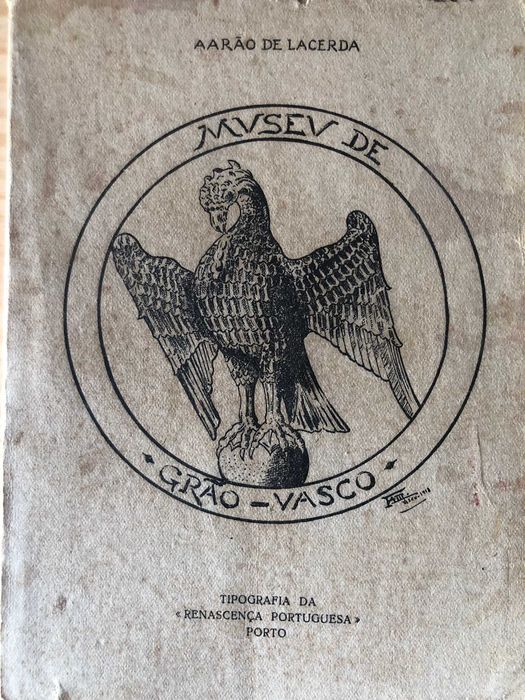 AARÃO DE LACERDA
MVSEV DE
· GRÃO – VASCO ·
TIPOGRAFIA DA
« RENASCENÇA PORTUGUESA »
PORTO